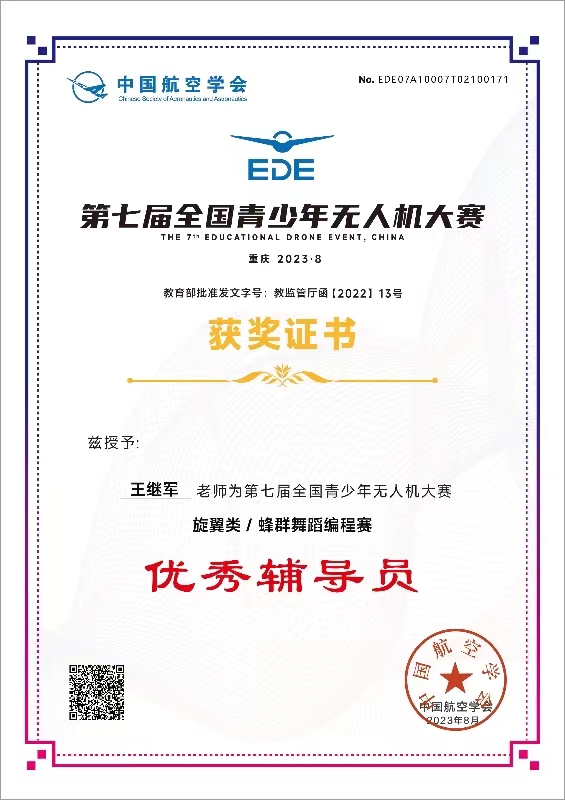 中国航空学会
Chinese Society of Aeronautics and Astronautics
No. EDE07A10007T02100171
EDE
第七届全国青少年无人机大赛
THE 7TH EDUCATIONAL DRONE EVENT, CHINA
重庆 2023·8
教育部批准发文字号：教监管厅函【2022】13号
获奖证书
兹授予:
王继军 老师为第七届全国青少年无人机大赛
旋翼类 / 蜂群舞蹈编程赛
优秀辅导员
中国航空学会
中国航空学会
2023年8月